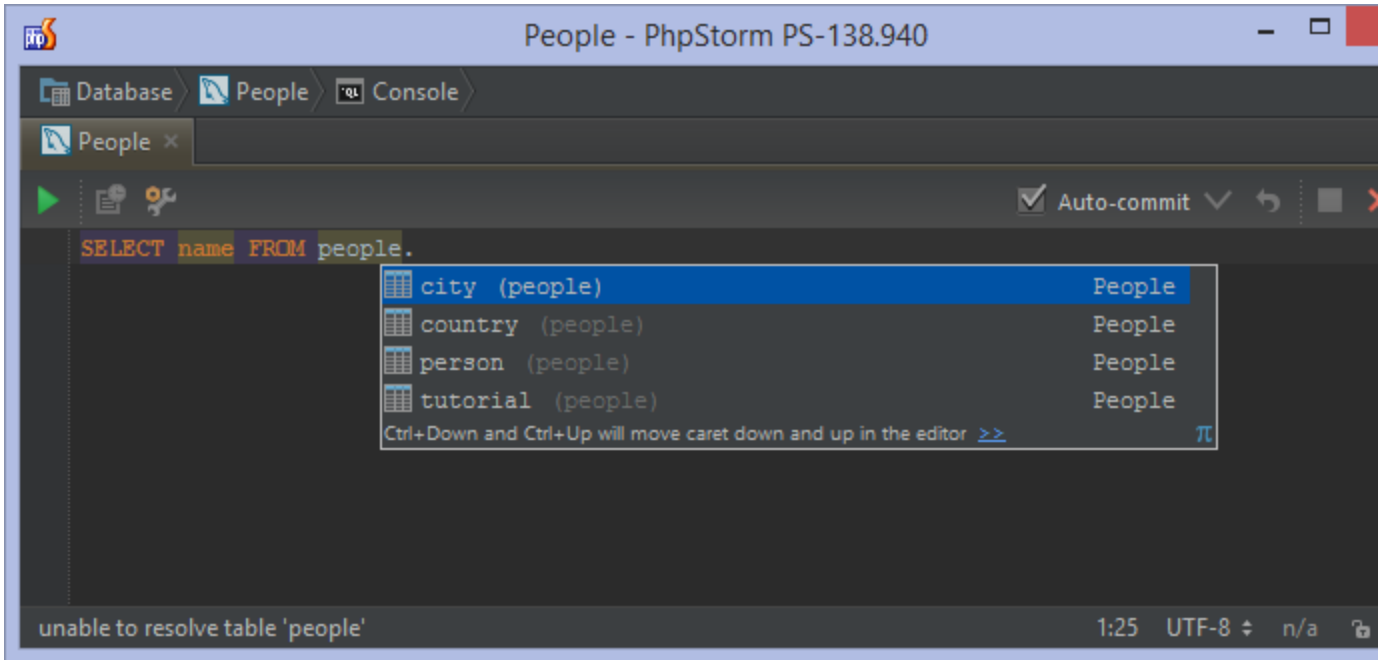 People - PhpStorm PS-138.940
Database People Console
People
Auto-commit
SELECT name FROM people.
city (people) People
country (people) People
person (people) People
tutorial (people) People
Ctrl+Down and Ctrl+Up will move caret down and up in the editor >> π
unable to resolve table 'people' 1:25 UTF-8 n/a